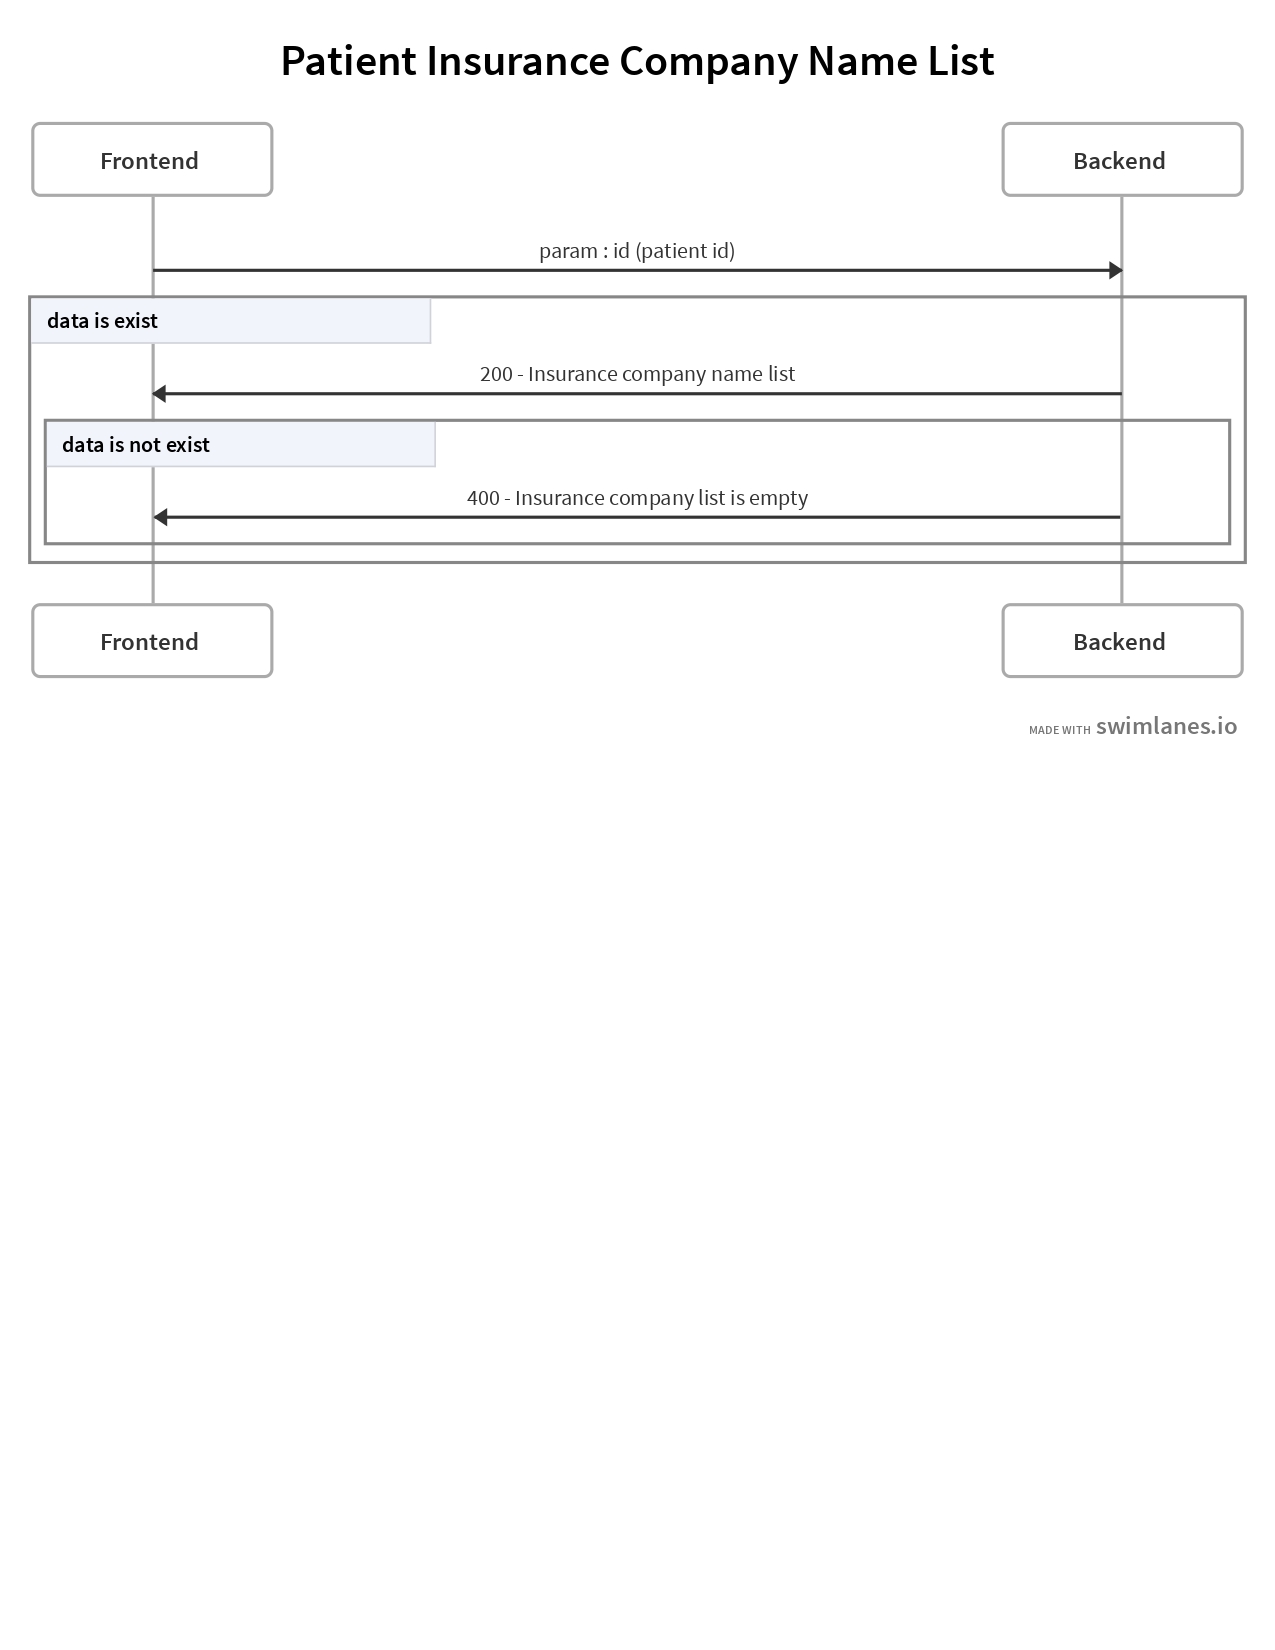 Patient Insurance Company Name List
Frontend
Backend
param : id (patient id)
data is exist
200 - Insurance company name list
data is not exist
400 - Insurance company list is empty
Frontend
Backend
MADE WITH swimlanes.io